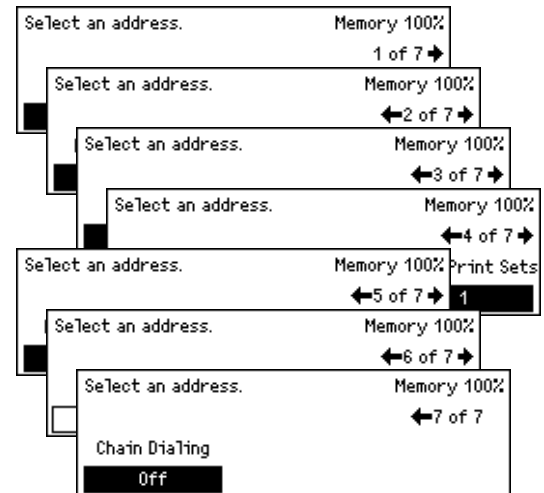 Select an address. Memory 100%
1 of 7
Select an address. Memory 100%
2 of 7
Select an address. Memory 100%
3 of 7
Select an address. Memory 100%
4 of 7
Print Sets
1
Select an address. Memory 100%
5 of 7
Select an address. Memory 100%
6 of 7
Select an address. Memory 100%
7 of 7
Chain Dialing
Off